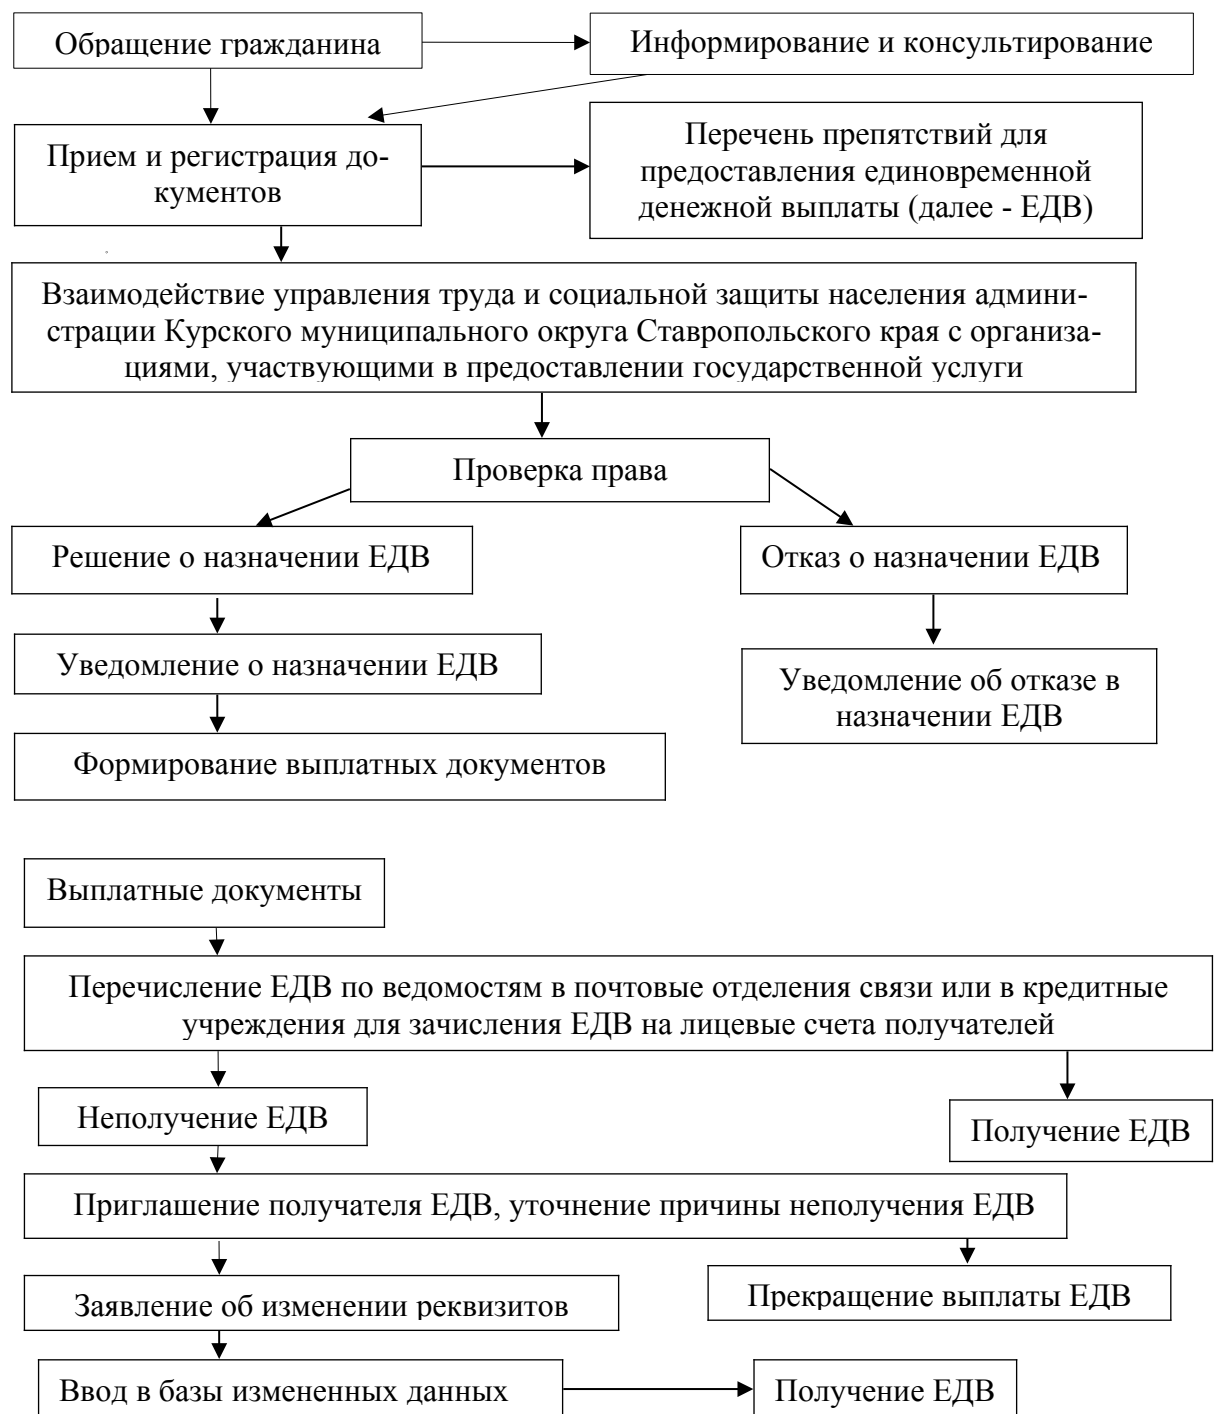 Обращение гражданина
Информирование и консультирование
Прием и регистрация до-
кументов
Перечень препятствий для
предоставления единовременной
денежной выплаты (далее - ЕДВ)
Взаимодействие управления труда и социальной защиты населения админи-
страции Курского муниципального округа Ставропольского края с организа-
циями, участвующими в предоставлении государственной услуги
Проверка права
Решение о назначении ЕДВ
Отказ о назначении ЕДВ
Уведомление о назначении ЕДВ
Уведомление об отказе в
назначении ЕДВ
Формирование выплатных документов
Выплатные документы
Перечисление ЕДВ по ведомостям в почтовые отделения связи или в кредитные
учреждения для зачисления ЕДВ на лицевые счета получателей
Неполучение ЕДВ
Получение ЕДВ
Приглашение получателя ЕДВ, уточнение причины неполучения ЕДВ
Заявление об изменении реквизитов
Прекращение выплаты ЕДВ
Ввод в базы измененных данных
Получение ЕДВ